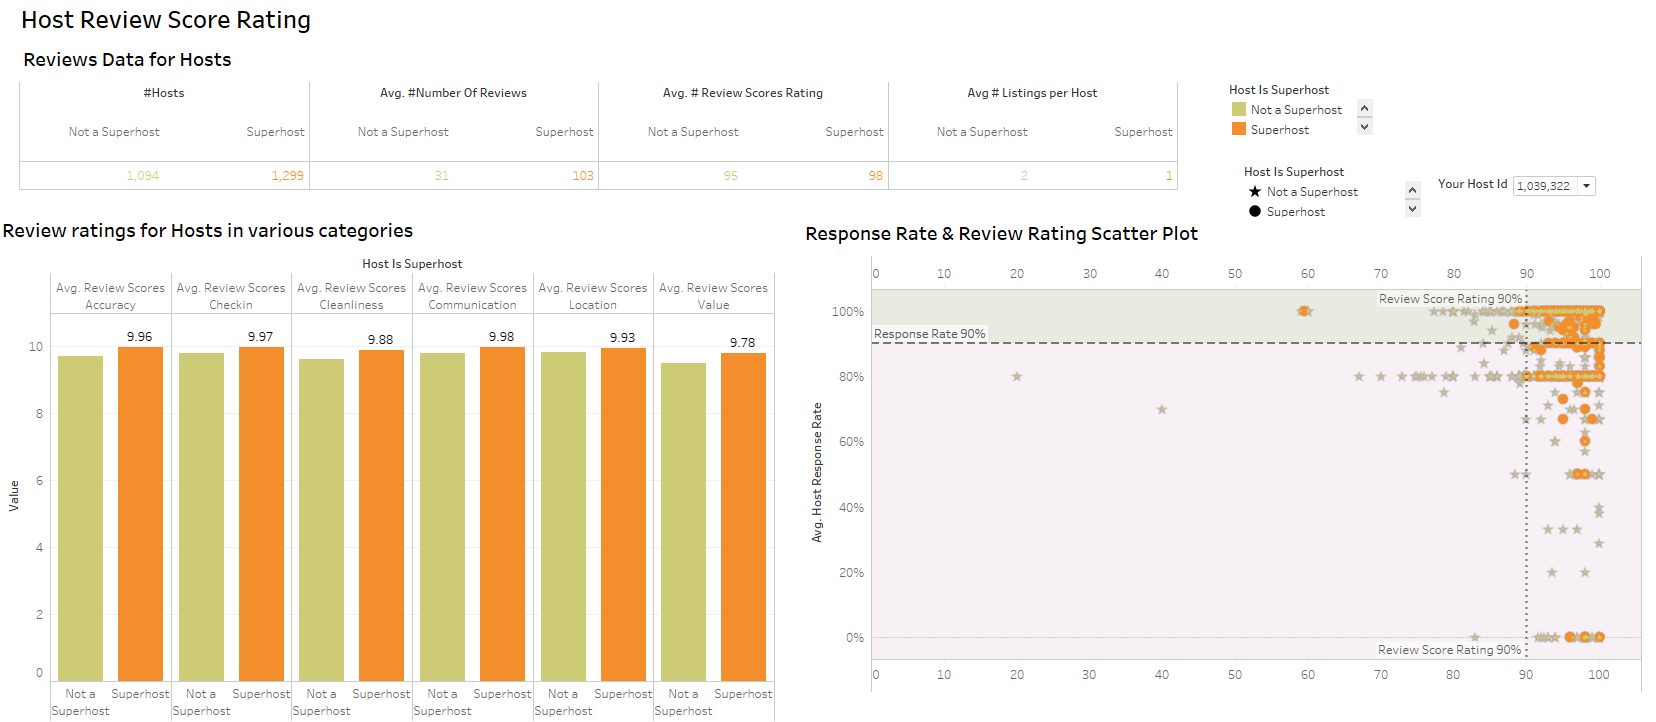 Host Review Score Rating
Reviews Data for Hosts
#Hosts Avg. #Number Of Reviews Avg. # Review Scores Rating Avg # Listings per Host
Not a Superhost Superhost Not a Superhost Superhost Not a Superhost Superhost Not a Superhost Superhost
1,094 1,299 31 103 95 98 2 1
Host Is Superhost
Not a Superhost
Superhost
Host Is Superhost
Not a Superhost
Superhost
Your Host Id 1,039,322
Review ratings for Hosts in various categories
Host Is Superhost
Avg. Review Scores Avg. Review Scores Avg. Review Scores Avg. Review Scores Avg. Review Scores Avg. Review Scores
Accuracy Checkin Cleanliness Communication Location Value
9.96 9.97 9.88 9.98 9.93 9.78
10
8
6
4
2
0
Value
Not a Superhost Not a Superhost Not a Superhost Not a Superhost Not a Superhost Not a Superhost
Superhost Superhost Superhost Superhost Superhost Superhost
Response Rate & Review Rating Scatter Plot
0 10 20 30 40 50 60 70 80 90 100
Review Score Rating 90%
100%
Response Rate 90%
80%
60%
40%
20%
0%
Avg. Host Response Rate
Review Score Rating 90%
0 10 20 30 40 50 60 70 80 90 100